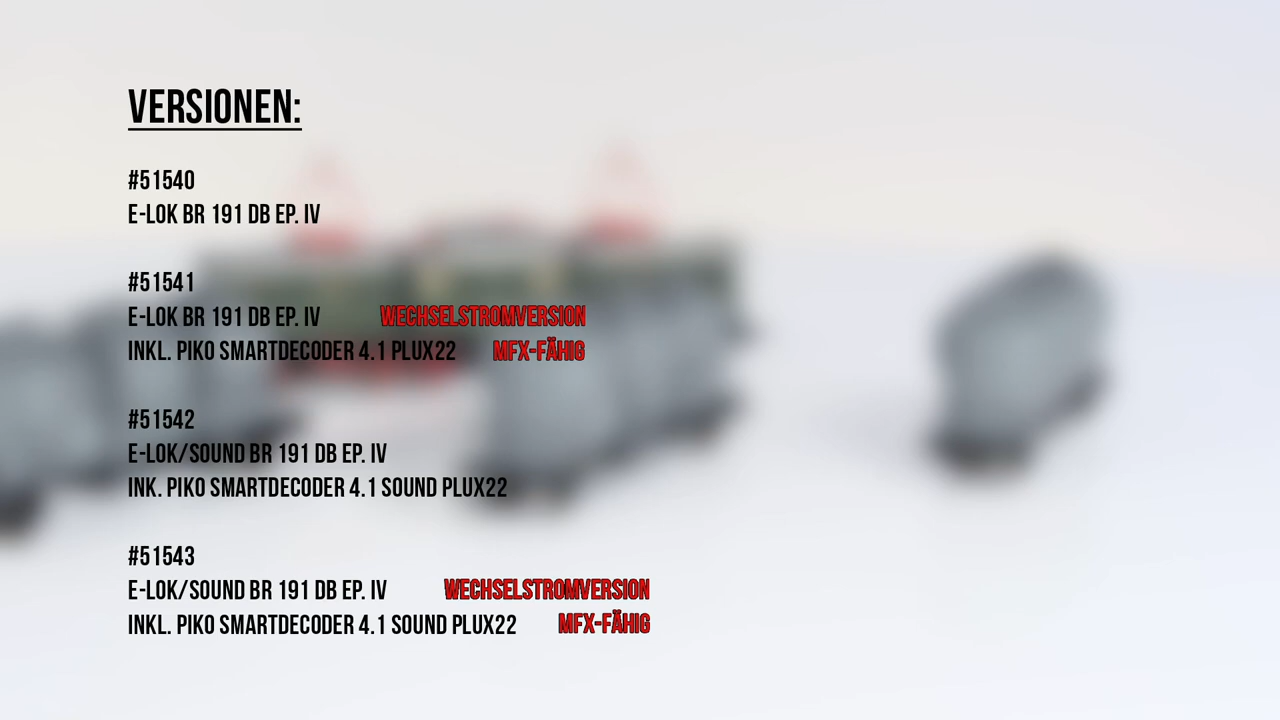 VERSIONEN:
#51540
E-LOK BR 191 DB EP. IV
#51541
E-LOK BR 191 DB EP. IV WECHSELSTROMVERSION
INKL. PIKO SMARTDECODER 4.1 PLUX22 MFX-FÄHIG
#51542
E-LOK/SOUND BR 191 DB EP. IV
INK. PIKO SMARTDECODER 4.1 SOUND PLUX22
#51543
E-LOK/SOUND BR 191 DB EP. IV WECHSELSTROMVERSION
INKL. PIKO SMARTDECODER 4.1 SOUND PLUX22 MFX-FÄHIG